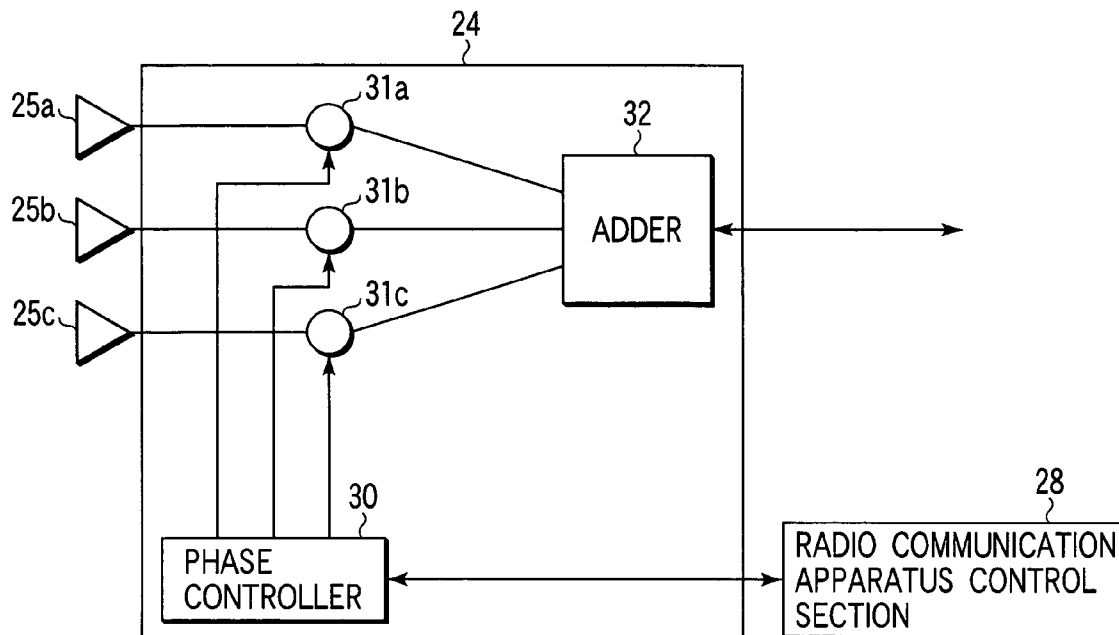 24
25a
31a
32
25b
31b
ADDER
25c
31c
30
28
PHASE
CONTROLLER
RADIO COMMUNICATION
APPARATUS CONTROL
SECTION